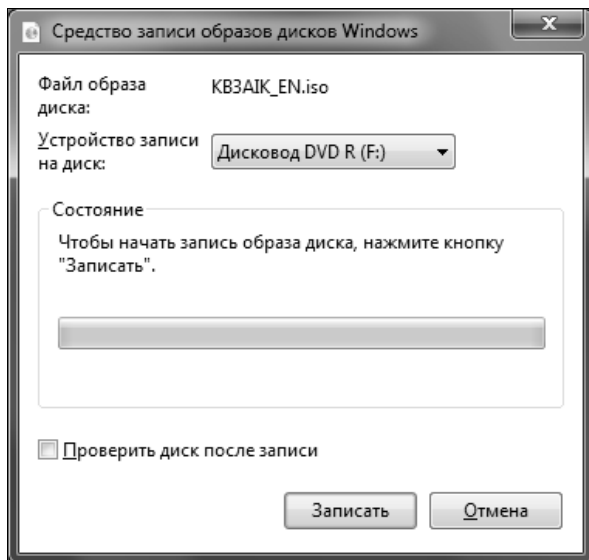 Средство записи образов дисков Windows
X
Файл образа KB3AIK_EN.iso
диска:
Устройство записи
на диск: Дисковод DVD R (F:)
Состояние
Чтобы начать запись образа диска, нажмите кнопку
"Записать".
Проверить диск после записи
Записать Отмена